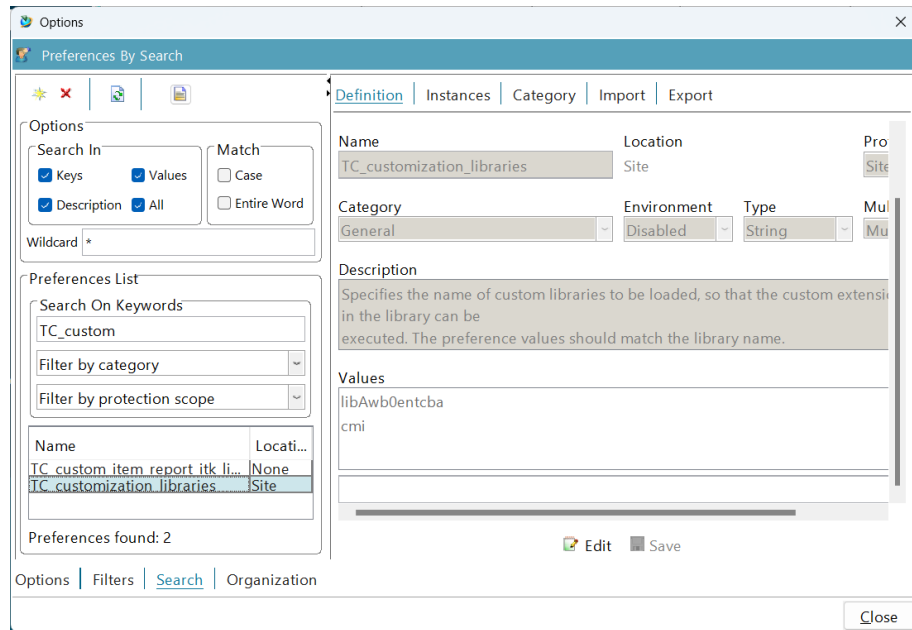 Options
Preferences By Search
Options
Search In
Keys
Values
Description
All
Match
Case
Entire Word
Wildcard *
Preferences List
Search On Keywords
TC_custom
Filter by category
Filter by protection scope
Name Locati...
TC_custom_item_report_itk_li... None
TC_customization_libraries Site
Preferences found: 2
Definition Instances Category Import Export
Name Location Pro
TC_customization_libraries Site Site
Category Environment Type Mul
General Disabled String Mu
Description
Specifies the name of custom libraries to be loaded, so that the custom extensi
in the library can be
executed. The preference values should match the library name.
Values
libAwb0entcba
cmi
Edit Save
Options Filters Search Organization
Close